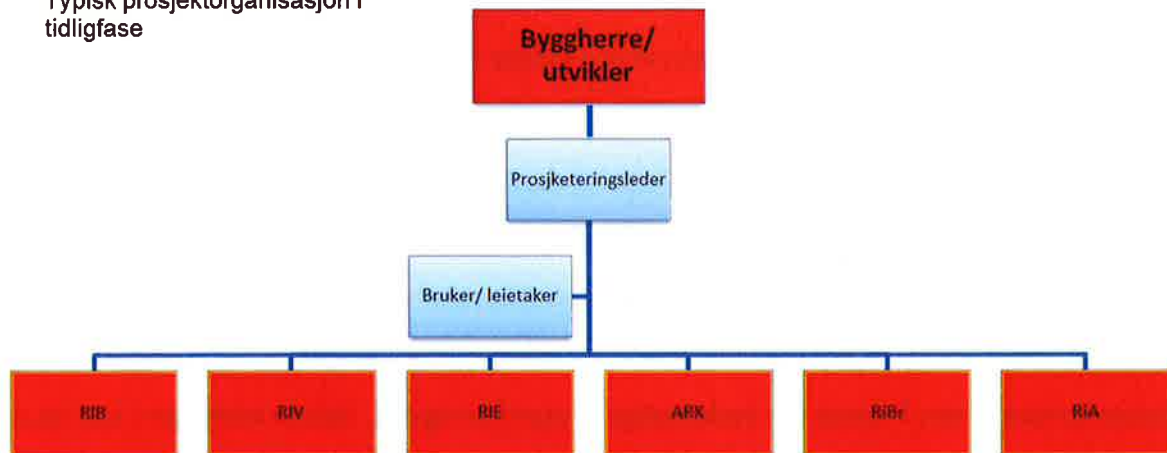 Typisk prosjektorganisasjon i
tidligfase
Byggherre/
utvikler
Prosjketeringsleder
Bruker/ leietaker
RIB
RIV
RIE
ARK
RiBr
RiA